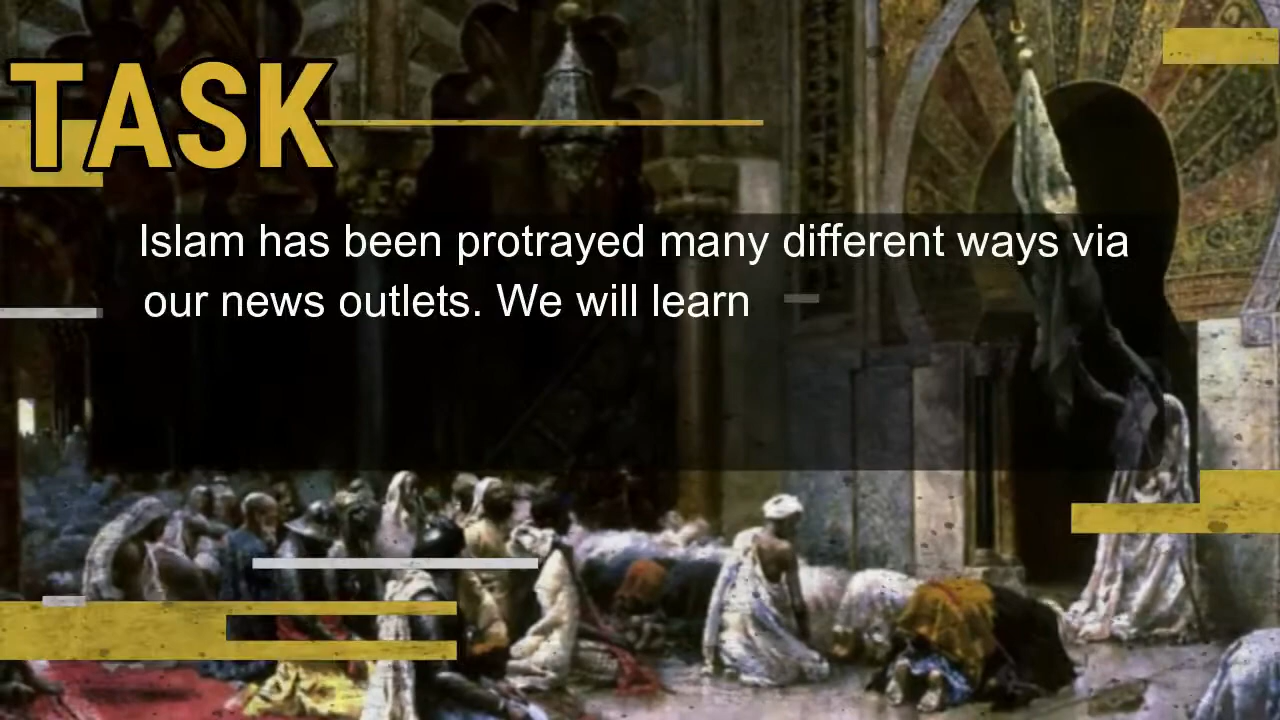 TASK
Islam has been protrayed many different ways via
our news outlets. We will learn